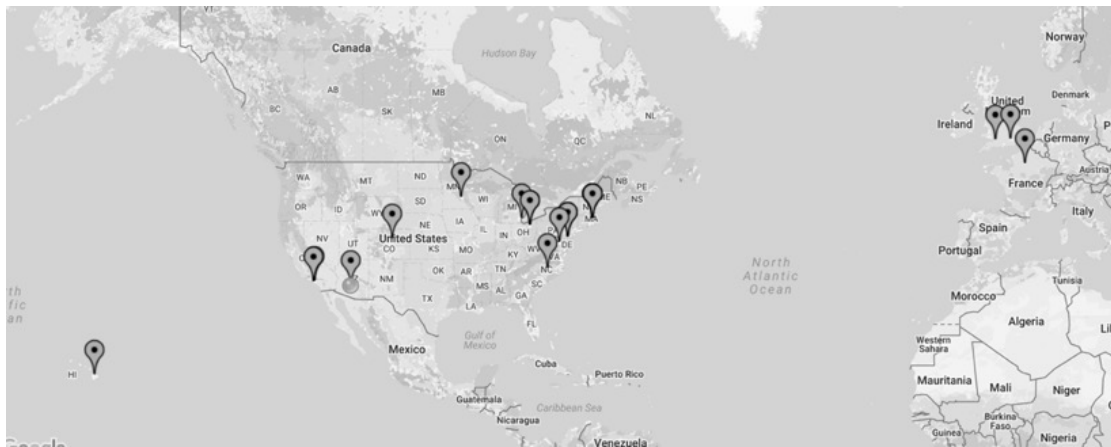 Norway
Canada
Hudson Bay
AB
MB
SK
BC
NL
ON
QC
Denmark
United
Ireland
Germany
Austria
France
Italy
Spain
Portugal
WA
MT
ND
MN
NB
PE
NS
OR
ID
SD
WI
MI
WY
NE
IA
IL
IN
OH
PA
MA
NV
UT
CO
United States
KS
MO
KY
WV
DE
VA
NC
NM
OK
AR
TN
SC
MS
AL
GA
TX
LA
FL
North
Atlantic
Ocean
Morocco
Tunisia
Algeria
Western
Sahara
Gulf of
Mexico
Mexico
Cuba
Puerto Rico
HI
Mauritania
Mali
Niger
Guatemala
Caribbean Sea
Nicaragua
Burkina
Faso
Guinea
Nigeria
Venezuela